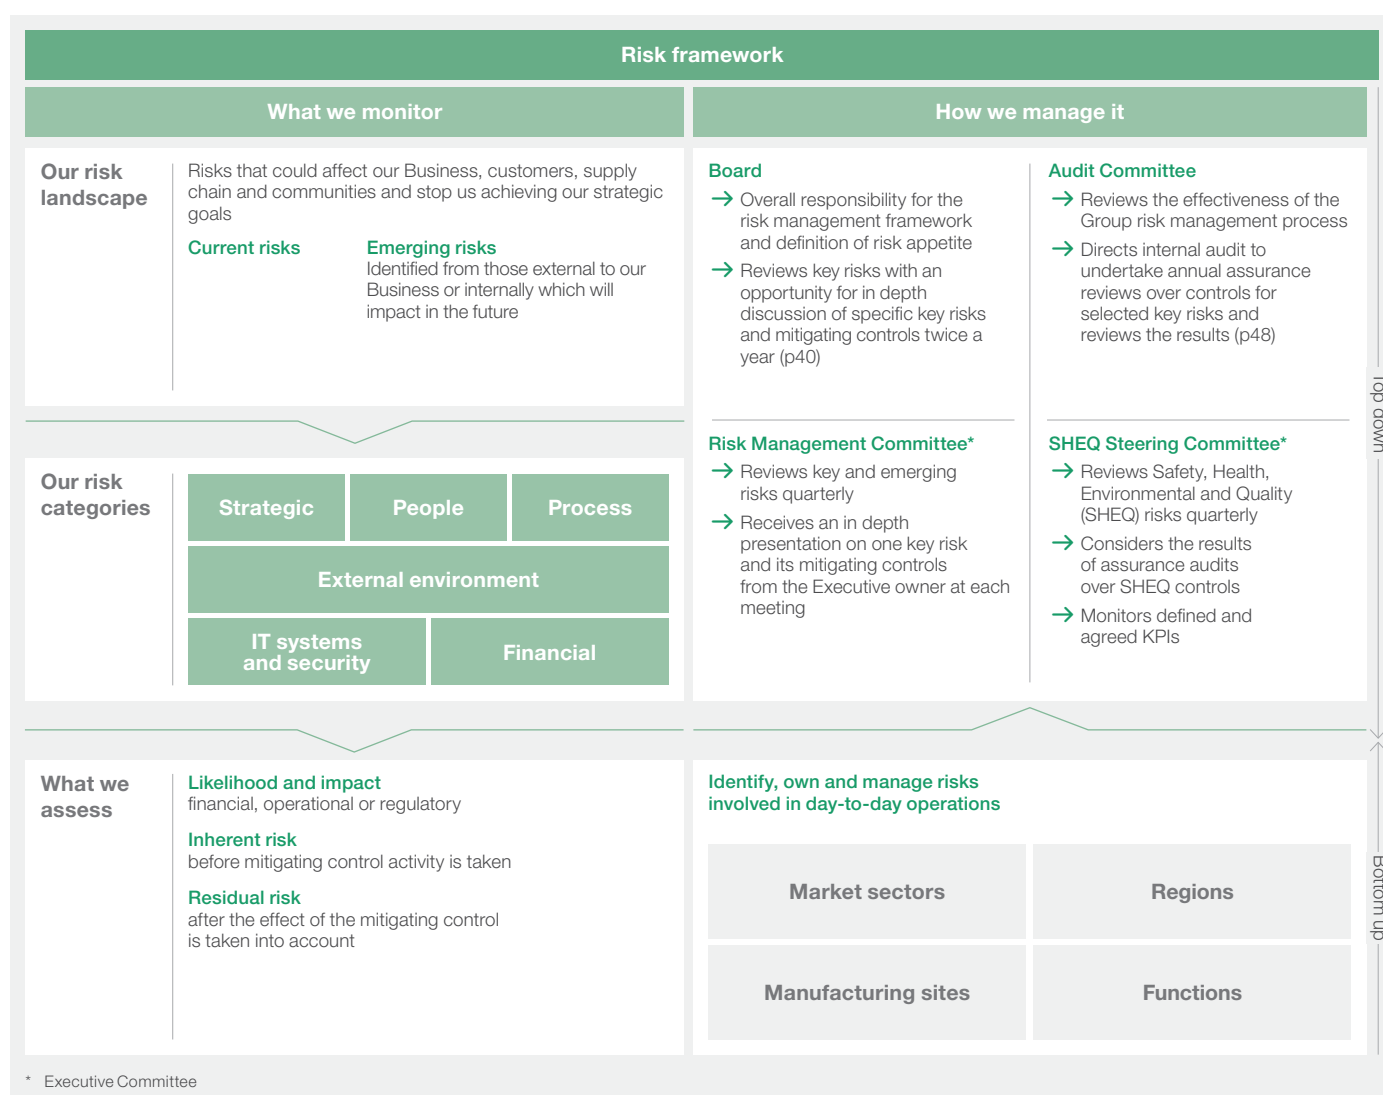 Risk framework
What we monitor
How we manage it
Our risk
landscape
Risks that could affect our Business, customers, supply
chain and communities and stop us achieving our strategic
goals
Current risks
Emerging risks
Identified from those external to our
Business or internally which will
impact in the future
Our risk
categories
Strategic
People
Process
External environment
IT systems
and security
Financial
What we
assess
Likelihood and impact
financial, operational or regulatory
Inherent risk
before mitigating control activity is taken
Residual risk
after the effect of the mitigating control
is taken into account
Board
→ Overall responsibility for the
risk management framework
and definition of risk appetite
→ Reviews key risks with an
opportunity for in depth
discussion of specific key risks
and mitigating controls twice a
year (p40)
Audit Committee
→ Reviews the effectiveness of the
Group risk management process
→ Directs internal audit to
undertake annual assurance
reviews over controls for
selected key risks and
reviews the results (p48)
Risk Management Committee*
→ Reviews key and emerging
risks quarterly
→ Receives an in depth
presentation on one key risk
and its mitigating controls
from the Executive owner at each
meeting
SHEQ Steering Committee*
→ Reviews Safety, Health,
Environmental and Quality
(SHEQ) risks quarterly
→ Considers the results
of assurance audits
over SHEQ controls
→ Monitors defined and
agreed KPIs
Identify, own and manage risks
involved in day-to-day operations
Market sectors
Regions
Manufacturing sites
Functions
Top down
Bottom up
* Executive Committee